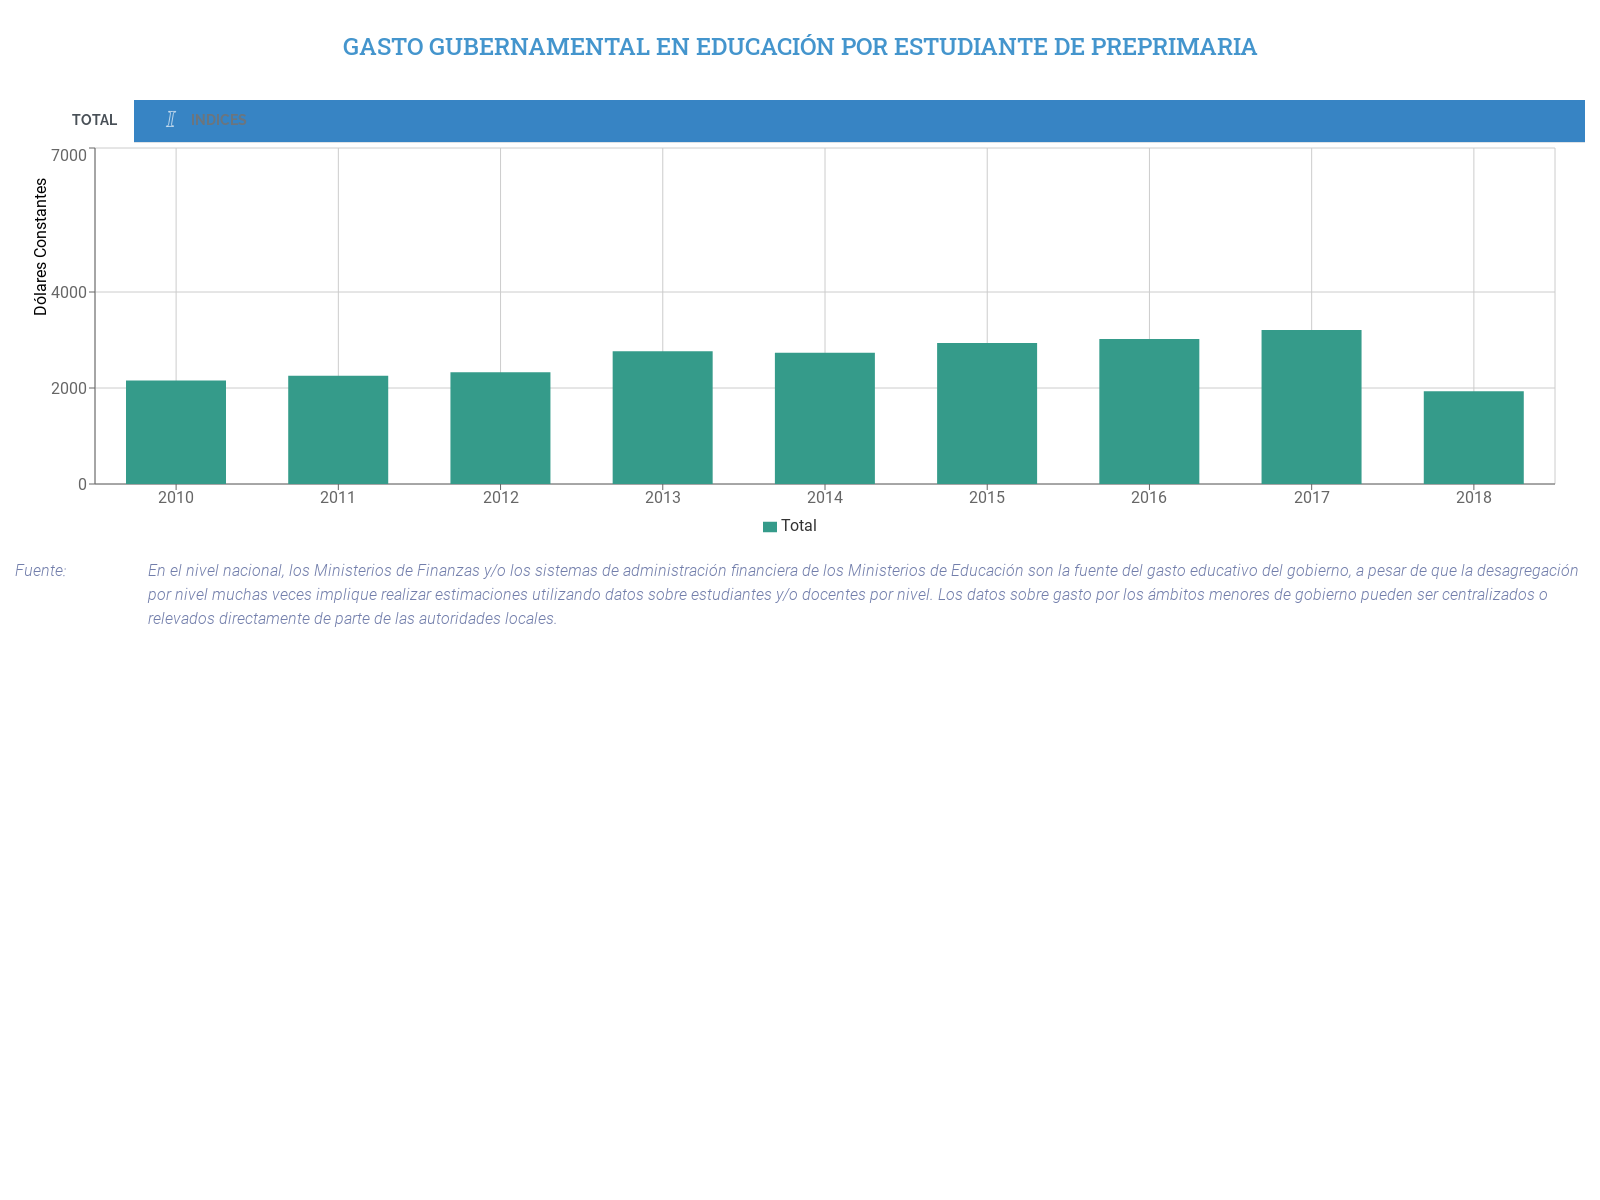 GASTO GUBERNAMENTAL EN EDUCACIÓN POR ESTUDIANTE DE PREPRIMARIA
TOTAL
INDICES
7000
4000
2000
0
Dólares Constantes
2010 2011 2012 2013 2014 2015 2016 2017 2018
Total
Fuente:
En el nivel nacional, los Ministerios de Finanzas y/o los sistemas de administración financiera de los Ministerios de Educación son la fuente del gasto educativo del gobierno, a pesar de que la desagregación
por nivel muchas veces implique realizar estimaciones utilizando datos sobre estudiantes y/o docentes por nivel. Los datos sobre gasto por los ámbitos menores de gobierno pueden ser centralizados o
relevados directamente de parte de las autoridades locales.